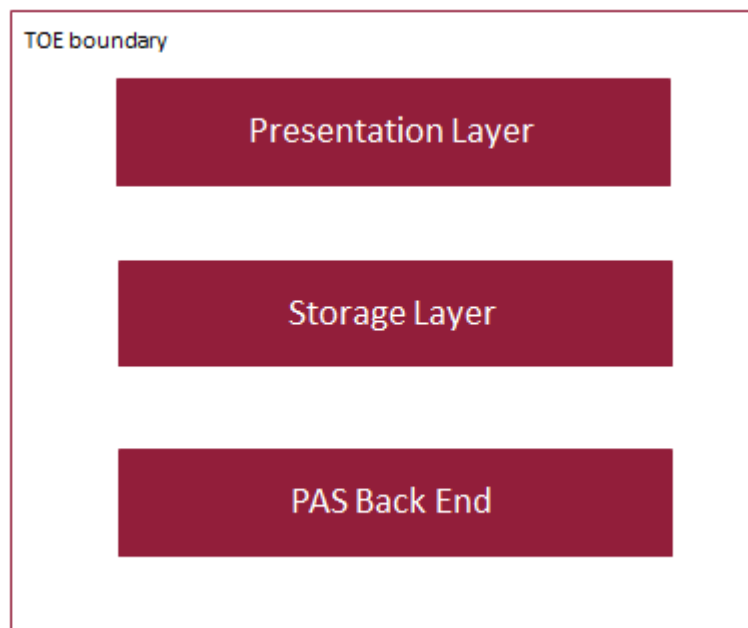 TOE boundary
Presentation Layer
Storage Layer
PAS Back End